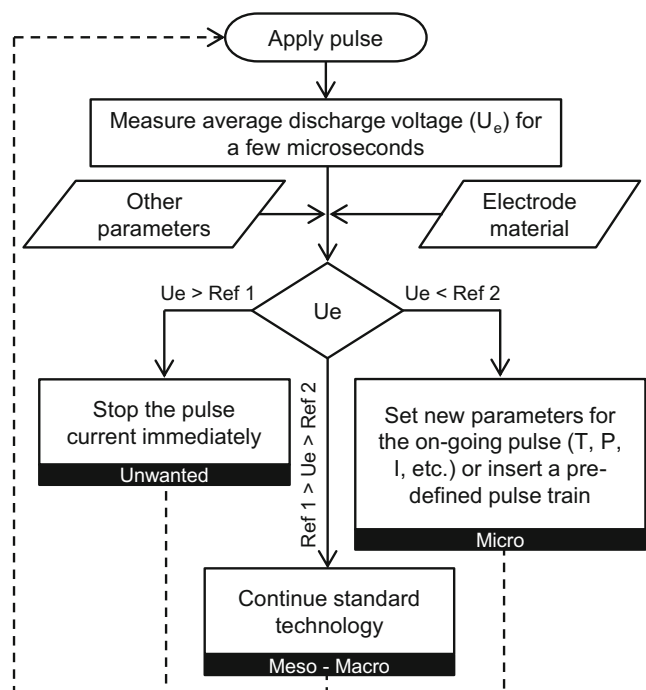 Apply pulse
Measure average discharge voltage (Ue) for
a few microseconds
Other
parameters
Electrode
material
Ue > Ref 1
Ue < Ref 2
Ue
Stop the pulse
current immediately
Unwanted
Ref 1 > Ue > Ref 2
Set new parameters for
the on-going pulse (T, P,
I, etc.) or insert a pre-
defined pulse train
Micro
Continue standard
technology
Meso - Macro